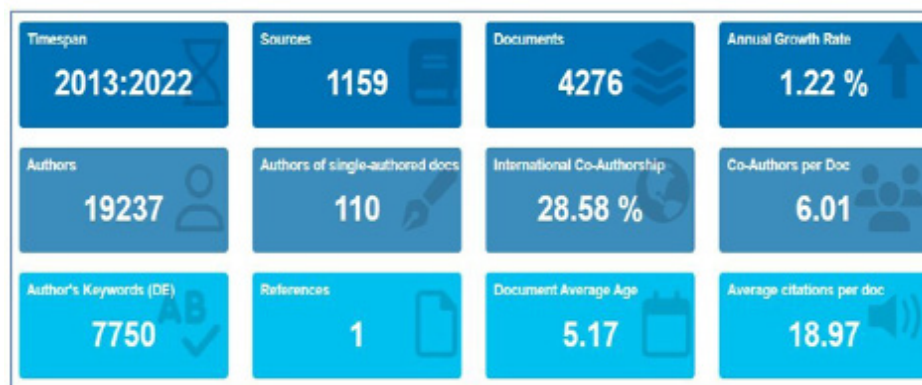 Timespan
2013:2022
Sources
1159
Documents
4276
Annual Growth Rate
1.22 %
Authors
19237
Authors of single-authored docs
110
International Co-Authorship
28.58 %
Co-Authors per Doc
6.01
Author's Keywords (DE)
AB
7750
References
1
Document Average Age
5.17
Average citations per doc
18.97